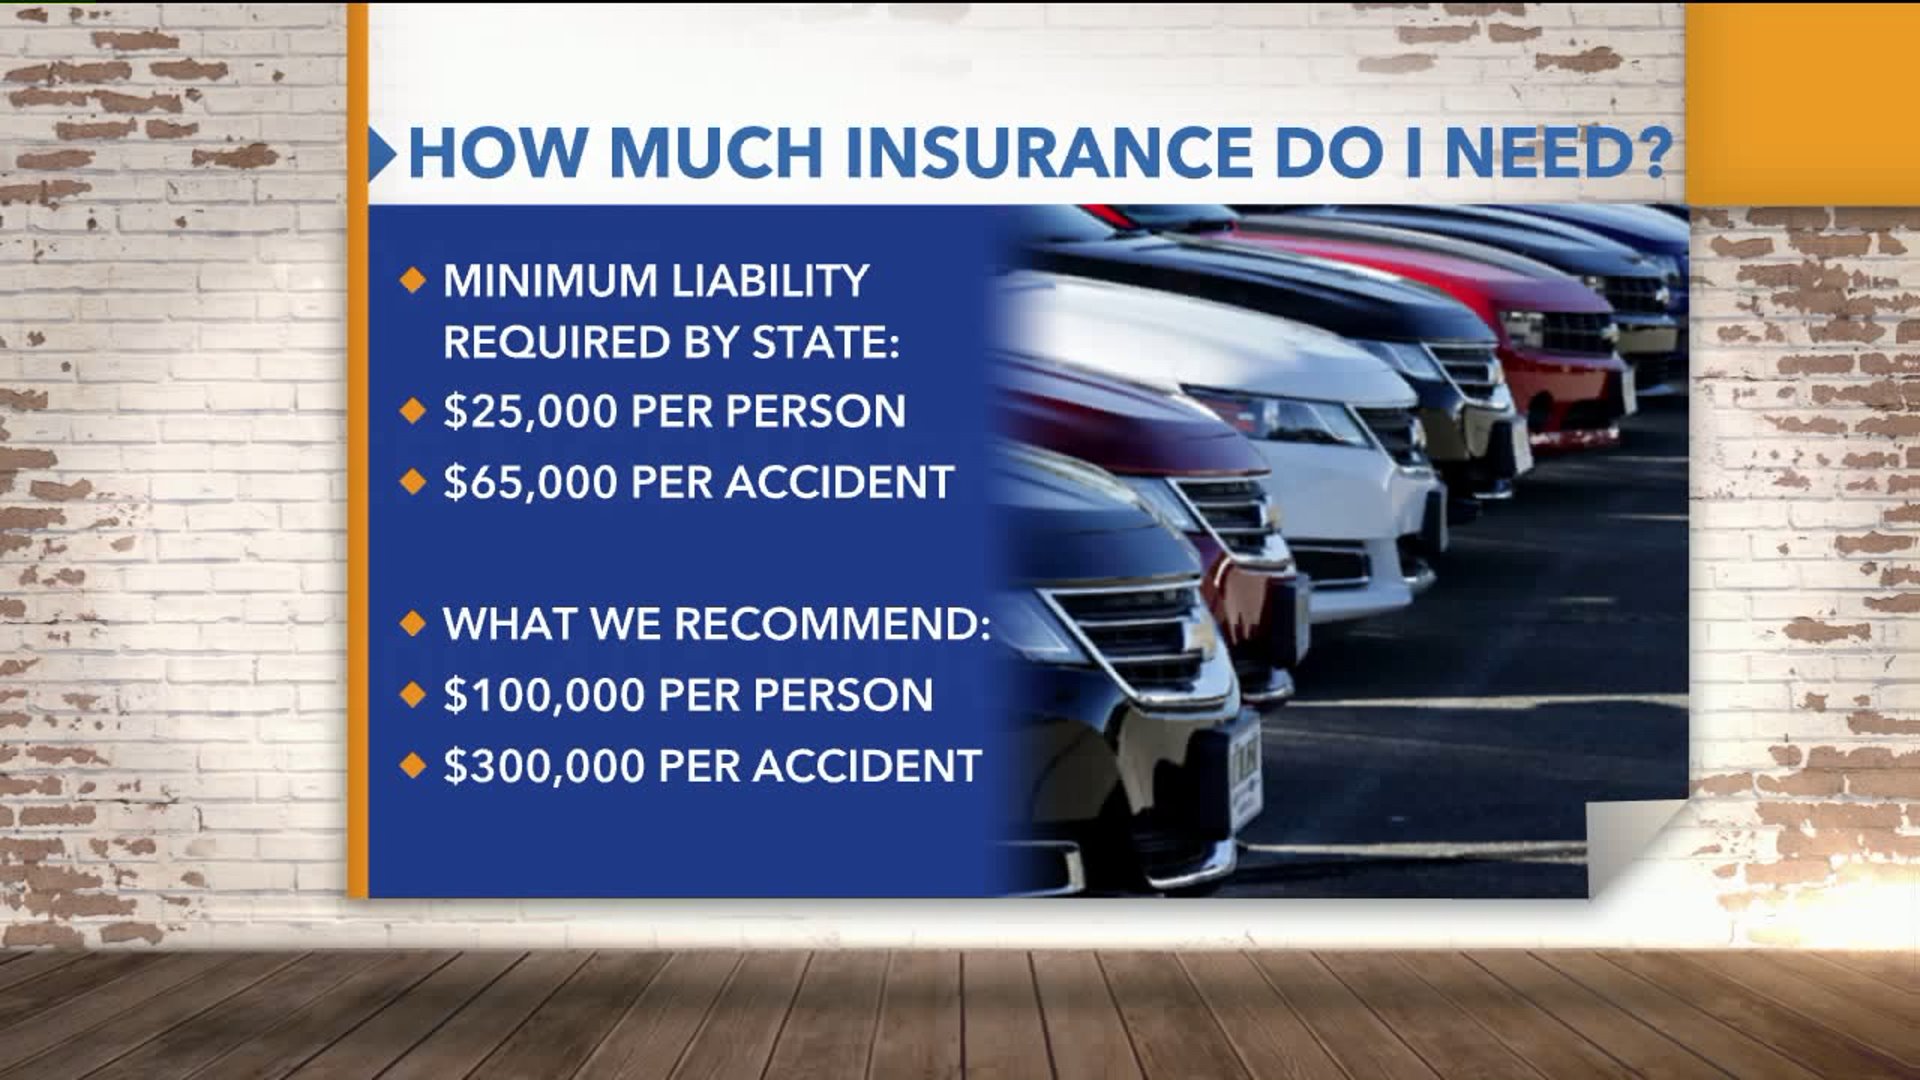 HOW MUCH INSURANCE DO I NEED?
MINIMUM LIABILITY
REQUIRED BY STATE:
$25,000 PER PERSON
$65,000 PER ACCIDENT
WHAT WE RECOMMEND:
$100,000 PER PERSON
$300,000 PER ACCIDENT